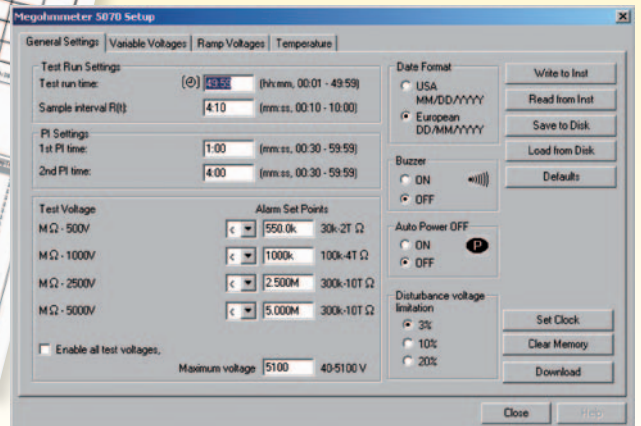 Megohmmeter 5070 Setup
General Settings Variable Voltages Ramp Voltages Temperature
Test Run Settings
Test run time: 49:59 (hh:mm, 00:01 - 49:59)
Sample interval R(t): 4:10 (mm:ss, 00:10 - 10:00)
PI Settings
1st PI time: 1:00 (mm:ss, 00:30 - 59:59)
2nd PI time: 4:00 (mm:ss, 00:30 - 59:59)
Test Voltage Alarm Set Points
MΩ - 500V < 550.0k 30k-2T Ω
MΩ - 1000V < 1000k 100k-4T Ω
MΩ - 2500V < 2.500M 300k-10T Ω
MΩ - 5000V < 5.000M 300k-10T Ω
Enable all test voltages,
Maximum voltage 5100 40-5100 V
Date Format
USA
MM/DD/YYYY
European
DD/MM/YYYY
Buzzer
ON
OFF
Auto Power OFF
ON P
OFF
Disturbance voltage
limitation
3%
10%
20%
Write to Inst
Read from Inst
Save to Disk
Load from Disk
Defaults
Set Clock
Clear Memory
Download
Close Help